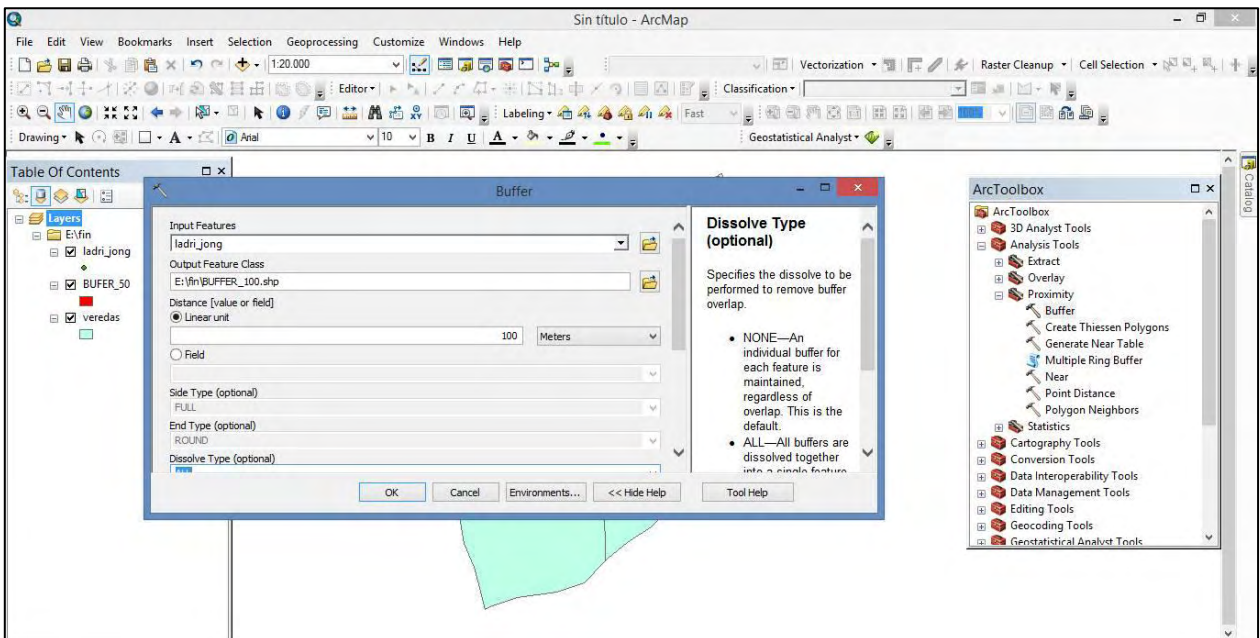 Sin título - ArcMap
File Edit View Bookmarks Insert Selection Geoprocessing Customize Windows Help
1:20.000
Vectorization
Raster Cleanup
Cell Selection
Editor
Classification
Labeling
Fast
100%
Drawing
A
Arial
10
B I U A
Geostatistical Analyst
Table Of Contents
Layers
E:\fin
ladri_jong
BUFER_50
veredas
Buffer
Input Features
ladri_jong
Output Feature Class
E:\fin\BUFFER_100.shp
Distance [value or field]
Linear unit
100 Meters
Field
Side Type (optional)
FULL
End Type (optional)
ROUND
Dissolve Type (optional)
ALL
OK Cancel Environments... << Hide Help Tool Help
Dissolve Type
(optional)
Specifies the dissolve to be
performed to remove buffer
overlap.
• NONE—An
individual buffer for
each feature is
maintained,
regardless of
overlap. This is the
default.
• ALL—All buffers are
dissolved together
into a single feature
ArcToolbox
ArcToolbox
3D Analyst Tools
Analysis Tools
Extract
Overlay
Proximity
Buffer
Create Thiessen Polygons
Generate Near Table
Multiple Ring Buffer
Near
Point Distance
Polygon Neighbors
Statistics
Cartography Tools
Conversion Tools
Data Interoperability Tools
Data Management Tools
Editing Tools
Geocoding Tools
Geostatistical Analyst Tools
Catalog